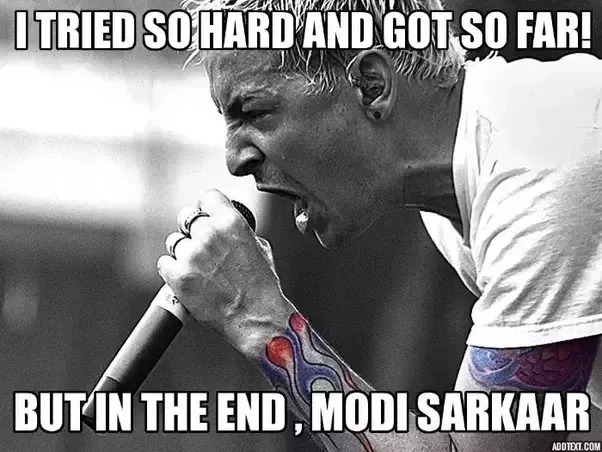 I TRIED SO HARD AND GOT SO FAR!
BUT IN THE END , MODI SARKAAR
ADDTEXT.COM